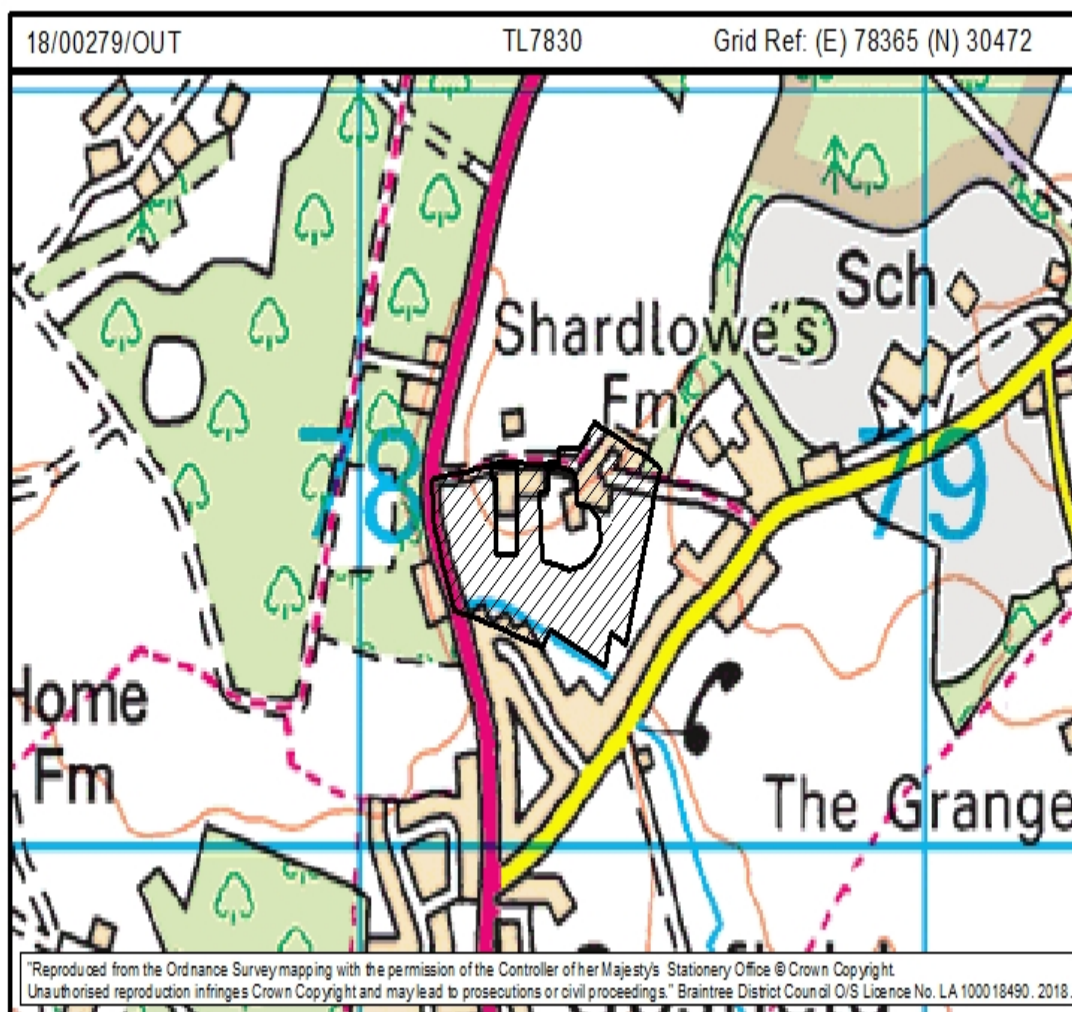 18/00279/OUT TL7830 Grid Ref: (E) 78365 (N) 30472
Sch
Shardlowe's
Fm
78
79
Home
Fm
The Grange
"Reproduced from the Ordnance Survey mapping with the permission of the Controller of her Majesty's Stationery Office © Crown Copyright.
Unauthorised reproduction infringes Crown Copyright and may lead to prosecutions or civil proceedings." Braintree District Council O/S Licence No. LA 100018490. 2018.